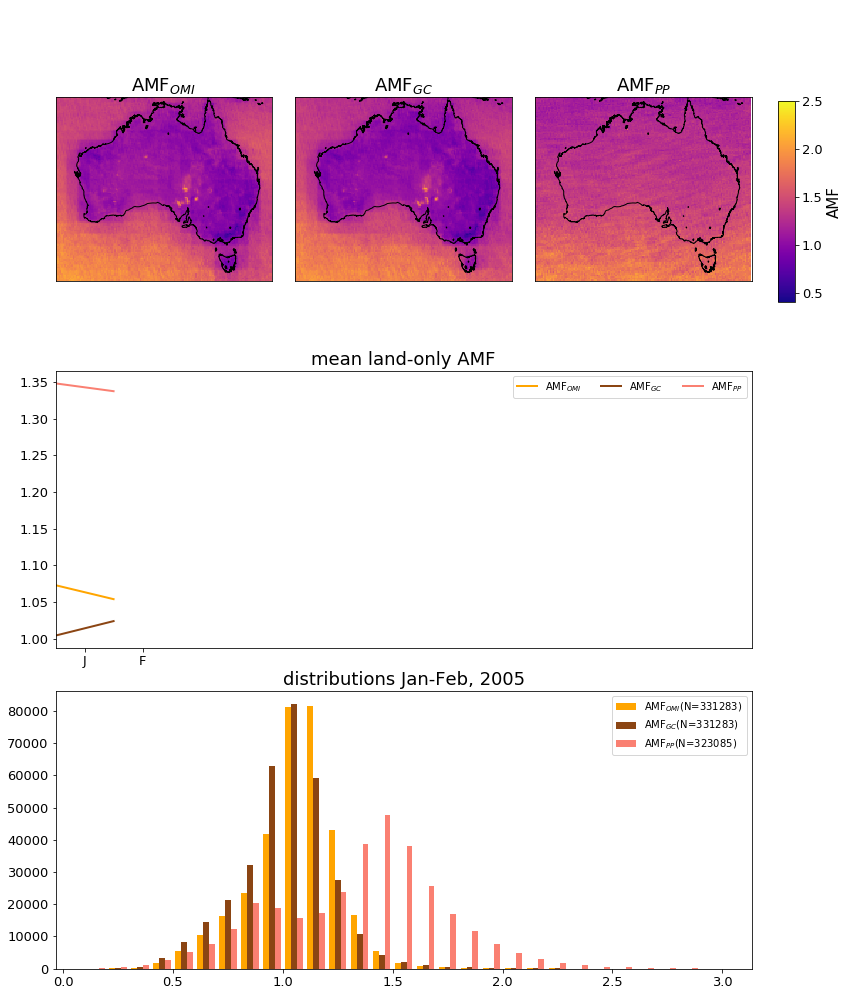 AMF_OMI AMF_GC AMF_PP
2.5
2.0
1.5
1.0
0.5
AMF
mean land-only AMF
AMF_OMI AMF_GC AMF_PP
1.35
1.30
1.25
1.20
1.15
1.10
1.05
1.00
J F
distributions Jan-Feb, 2005
AMF_OMI(N=331283)
AMF_GC(N=331283)
AMF_PP(N=323085)
80000
70000
60000
50000
40000
30000
20000
10000
0
0.0 0.5 1.0 1.5 2.0 2.5 3.0